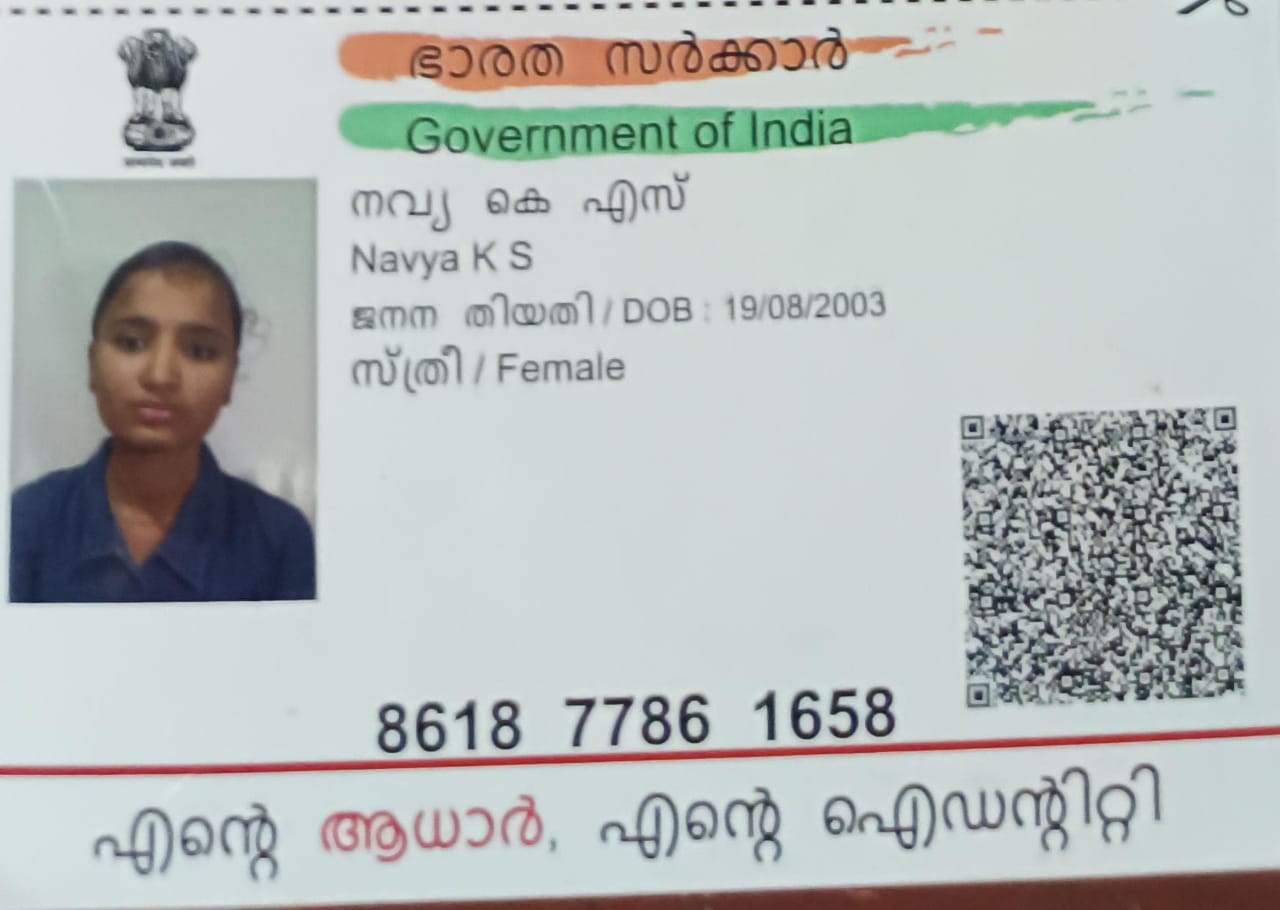 ഭാരത സർക്കാർ
Government of India
നവ്യ കെ എസ്
Navya K S
ജനന തിയതി / DOB : 19/08/2003
സ്ത്രീ / Female
8618 7786 1658
എന്റെ ആധാർ, എന്റെ ഐഡന്റിറ്റി